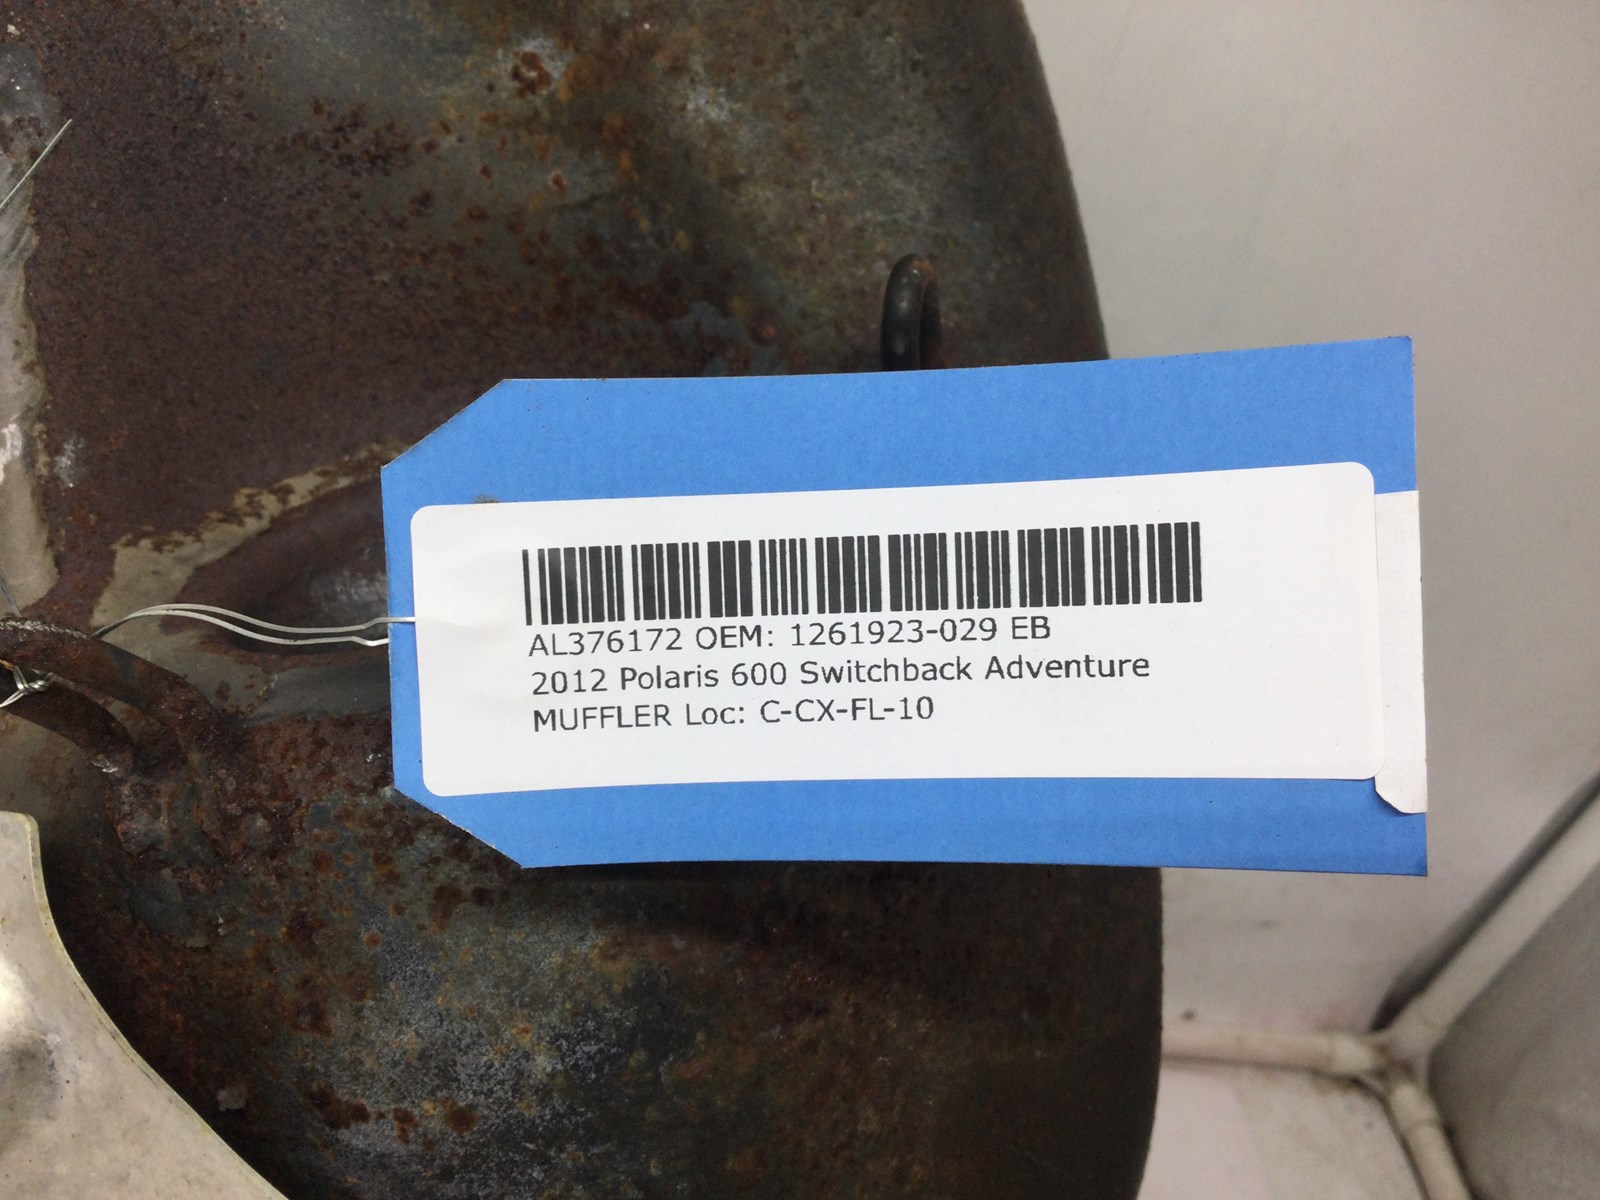 AL376172 OEM: 1261923-029 EB
2012 Polaris 600 Switchback Adventure
MUFFLER Loc: C-CX-FL-10